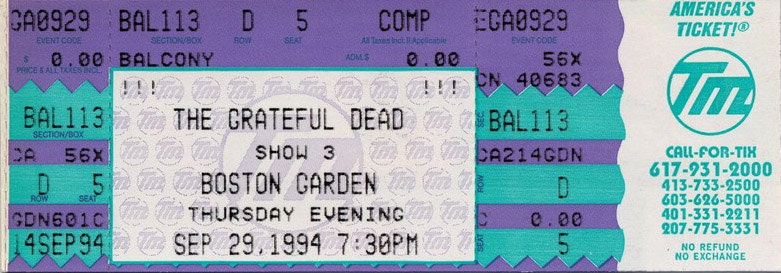 EGA0929 BAL113 D 5 COMP EGA0929
EVENT CODE SECTION/BOX ROW SEAT All Taxes Incl. If Applicable EVENT CODE
$ 0.00 BALCONY ADM.$ 0.00 56X
PRICE & ALL TAXES INCL.
CN 40683
!!! !!!
BAL113 THE GRATEFUL DEAD BAL113
SECTION/BOX
CA 56X SHOW 3 CA214GDN
D 5 BOSTON GARDEN D
ROW SEAT ROW
GDN601C THURSDAY EVENING C 0.00
14SEP94 SEP 29.1994 7:30PM 5
SEAT
AMERICA'S
TICKET!®
Tm
CALL-FOR-TIX
617-931-2000
413-733-2500
603-626-5000
401-331-2211
207-775-3331
NO REFUND
NO EXCHANGE